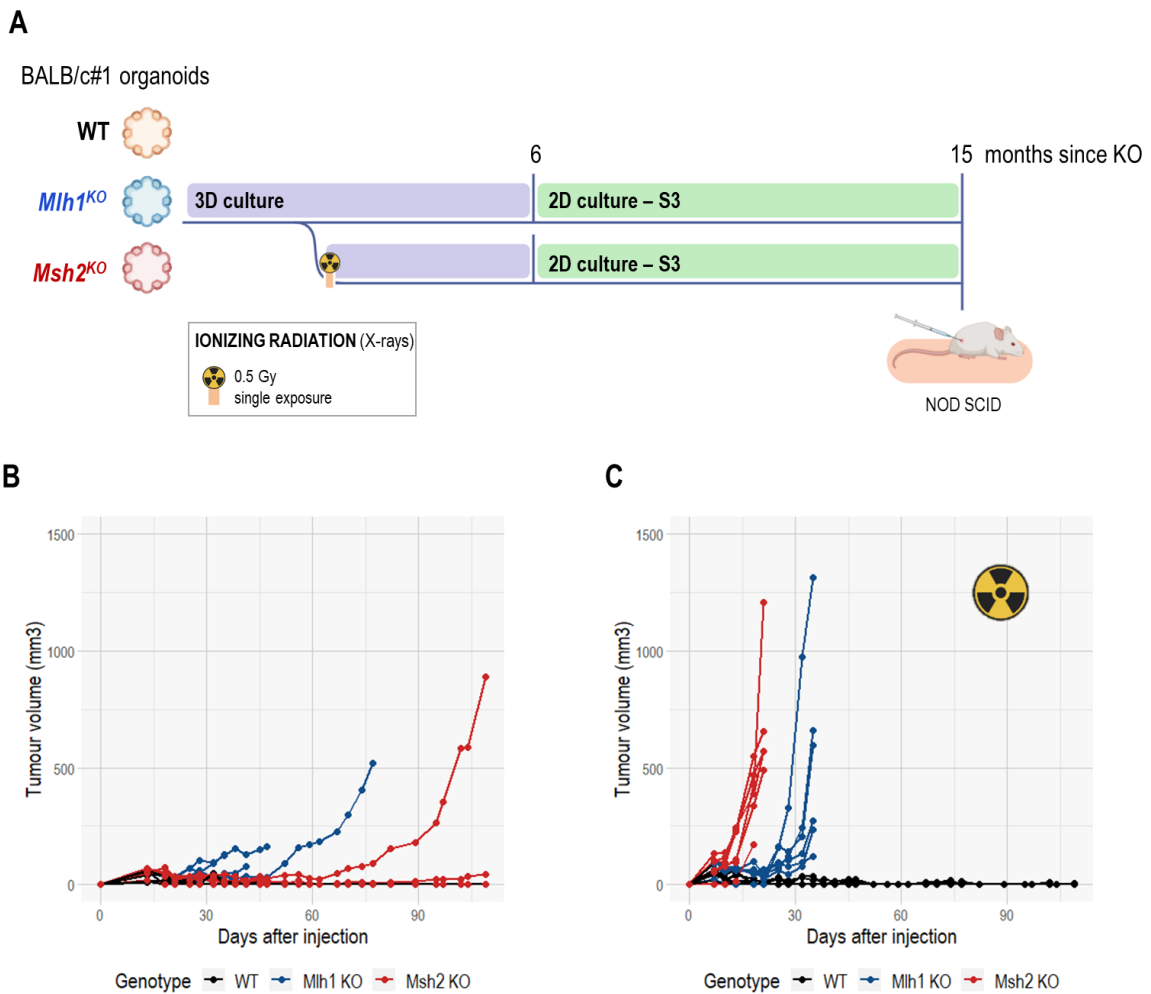 A
BALB/c#1 organoids
WT
6
15 months since KO
Mlh1KO
3D culture
2D culture – S3
Msh2KO
2D culture – S3
IONIZING RADIATION (X-rays)
0.5 Gy
single exposure
NOD SCID
B
1500
1000
500
0
Tumour volume (mm3)
0 30 60 90
Days after injection
Genotype WT Mlh1 KO Msh2 KO
C
1500
1000
500
0
Tumour volume (mm3)
0 30 60 90
Days after injection
Genotype WT Mlh1 KO Msh2 KO